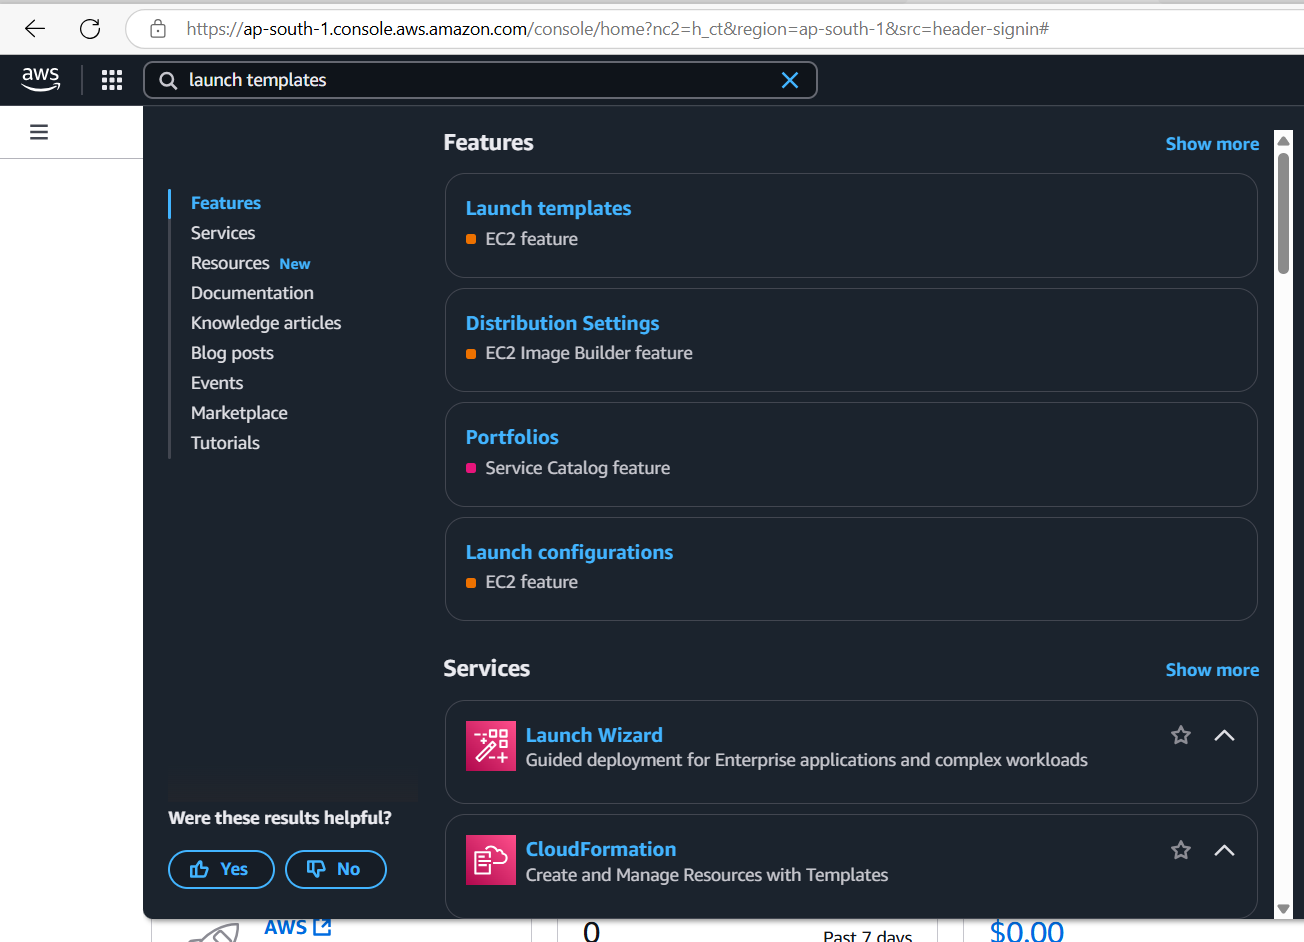 https://ap-south-1.console.aws.amazon.com/console/home?nc2=h_ct&region=ap-south-1&src=header-signin#
aws
launch templates
Features
Show more
Features
Services
Resources New
Documentation
Knowledge articles
Blog posts
Events
Marketplace
Tutorials
Launch templates
EC2 feature
Distribution Settings
EC2 Image Builder feature
Portfolios
Service Catalog feature
Launch configurations
EC2 feature
Services
Show more
Launch Wizard
Guided deployment for Enterprise applications and complex workloads
CloudFormation
Create and Manage Resources with Templates
Were these results helpful?
Yes
No
AWS
0
Past 7 days
$0.00